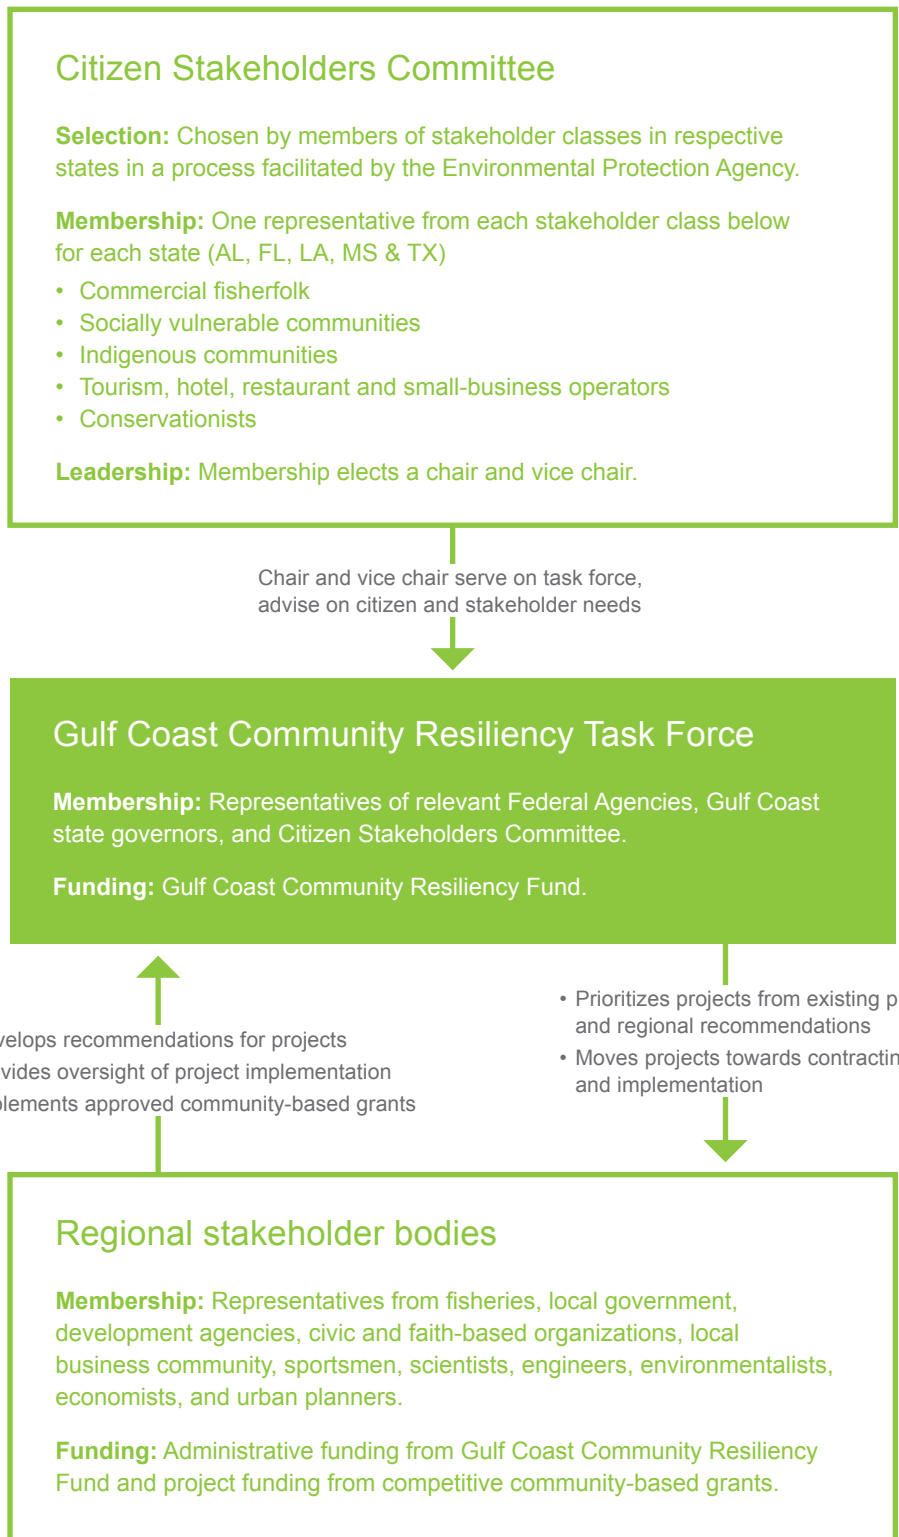 Citizen Stakeholders Committee
Selection: Chosen by members of stakeholder classes in respective
states in a process facilitated by the Environmental Protection Agency.
Membership: One representative from each stakeholder class below
for each state (AL, FL, LA, MS & TX)
• Commercial fisherfolk
• Socially vulnerable communities
• Indigenous communities
• Tourism, hotel, restaurant and small-business operators
• Conservationists
Leadership: Membership elects a chair and vice chair.
Chair and vice chair serve on task force,
advise on citizen and stakeholder needs
Gulf Coast Community Resiliency Task Force
Membership: Representatives of relevant Federal Agencies, Gulf Coast
state governors, and Citizen Stakeholders Committee.
Funding: Gulf Coast Community Resiliency Fund.
recommendations for projects
oversight of project implementation
approved community-based grants
• Prioritizes projects from existing
and regional recommendations
• Moves projects towards
and implementation
Regional stakeholder bodies
Membership: Representatives from fisheries, local government,
development agencies, civic and faith-based organizations, local
business community, sportsmen, scientists, engineers, environmentalists,
economists, and urban planners.
Funding: Administrative funding from Gulf Coast Community Resiliency
Fund and project funding from competitive community-based grants.